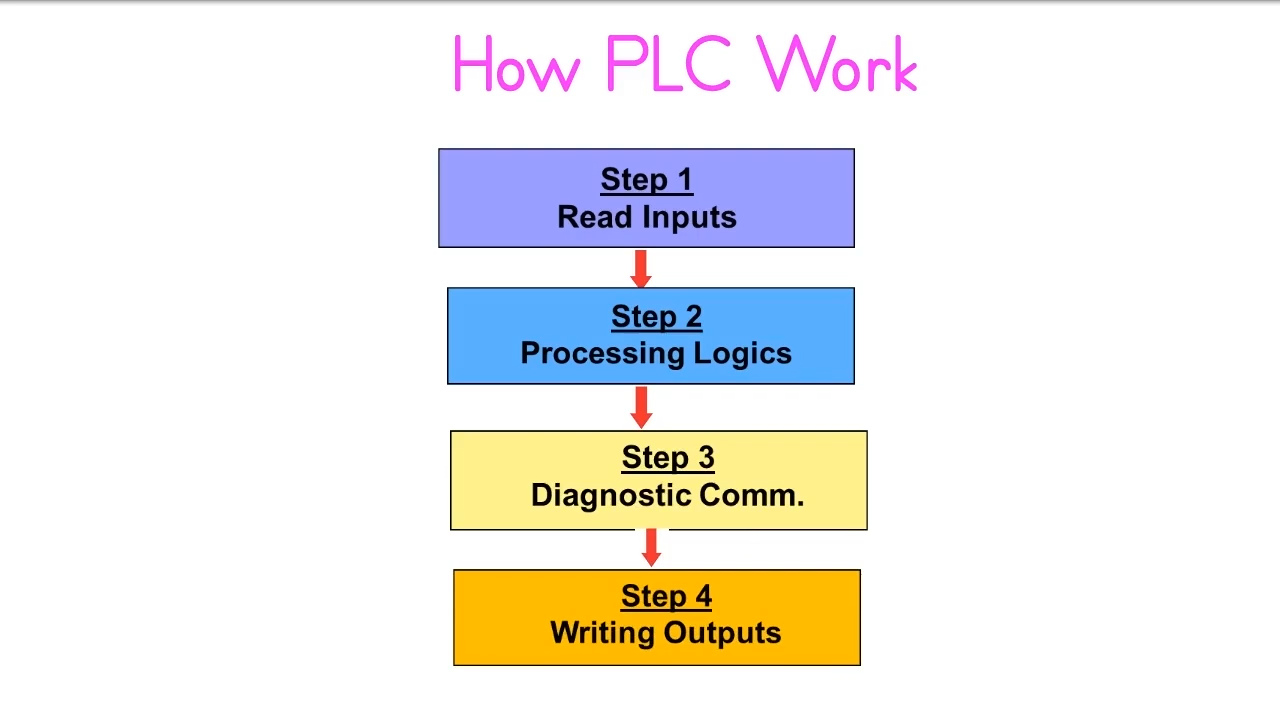 How PLC Work
Step 1
Read Inputs
Step 2
Processing Logics
Step 3
Diagnostic Comm.
Step 4
Writing Outputs